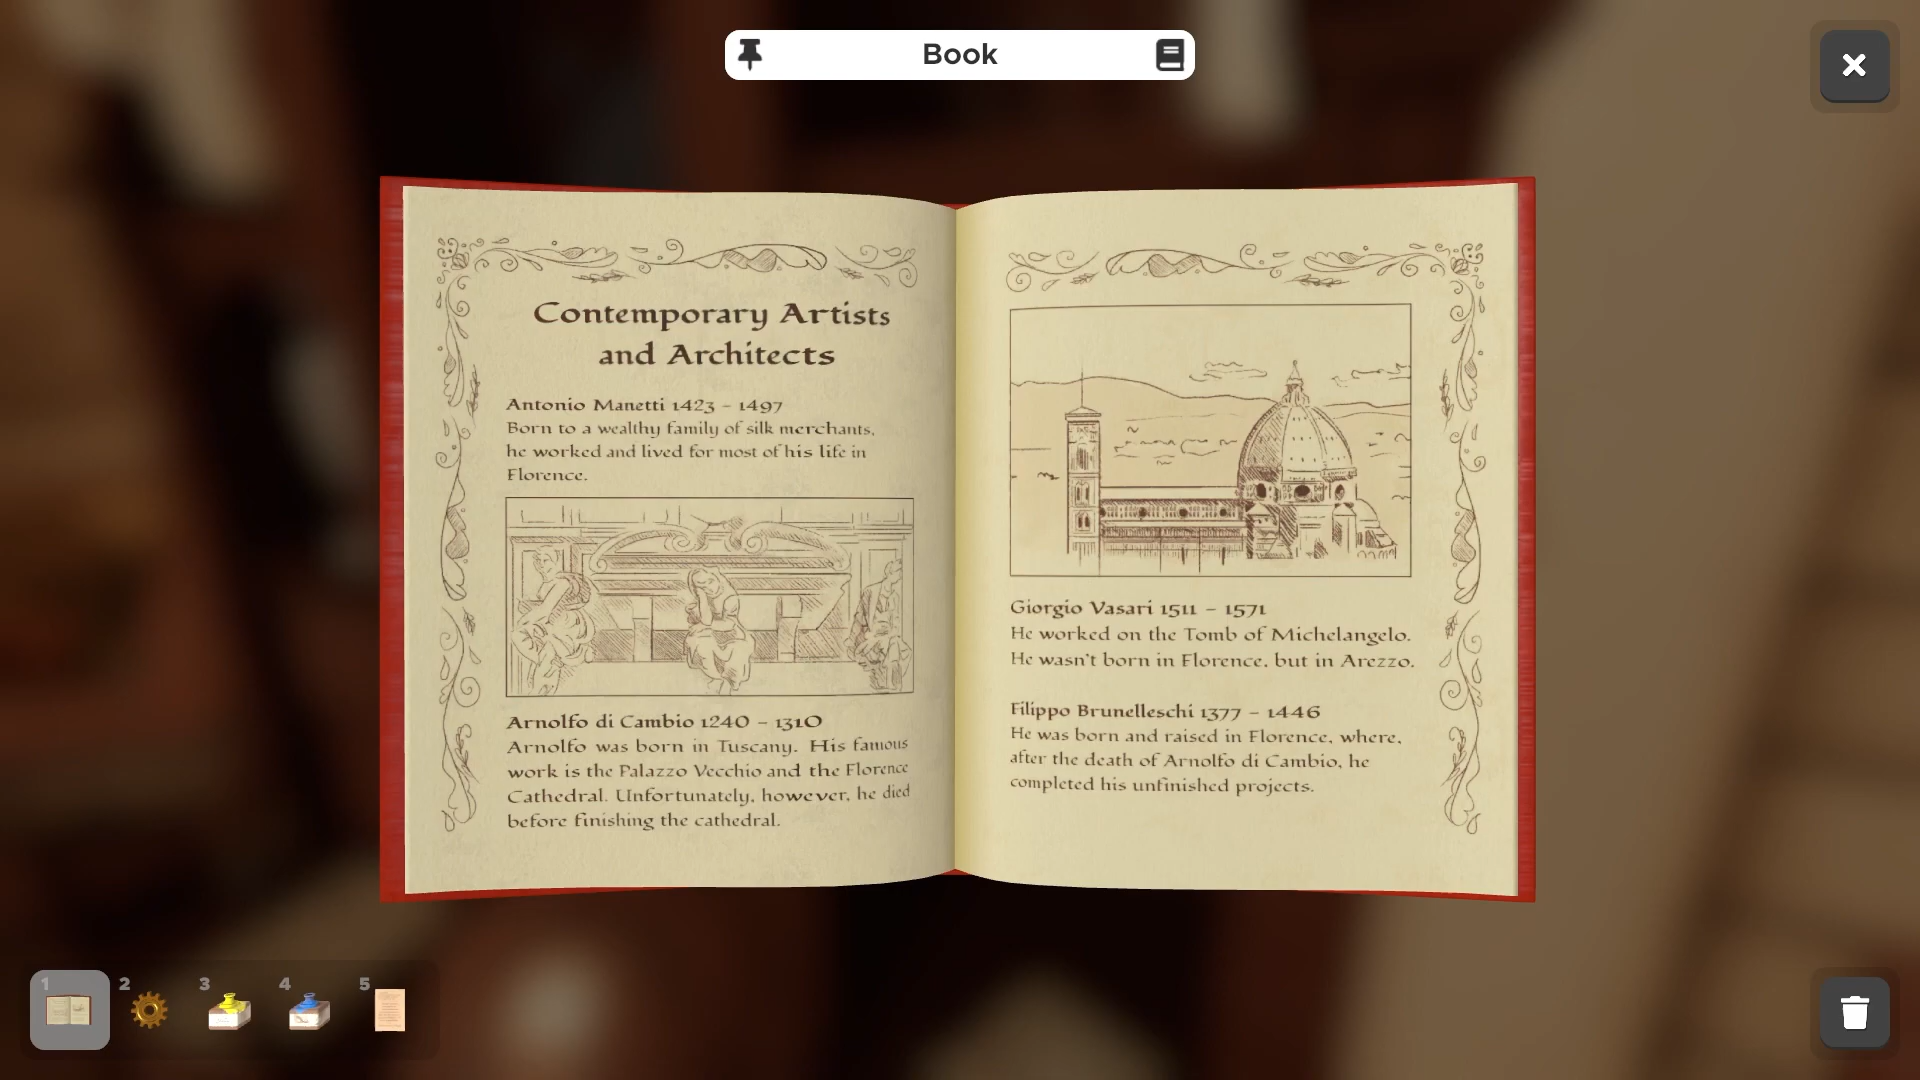 Book
Contemporary Artists
and Architects
Antonio Manetti 1423 – 1497
Born to a wealthy family of silk merchants,
he worked and lived for most of his life in
Florence.
Arnolfo di Cambio 1240 – 1310
Arnolfo was born in Tuscany. His famous
work is the Palazzo Vecchio and the Florence
Cathedral. Unfortunately, however, he died
before finishing the cathedral.
Giorgio Vasari 1511 – 1571
He worked on the Tomb of Michelangelo.
He wasn't born in Florence, but in Arezzo.
Filippo Brunelleschi 1377 – 1446
He was born and raised in Florence, where,
after the death of Arnolfo di Cambio, he
completed his unfinished projects.
1 2 3 4 5